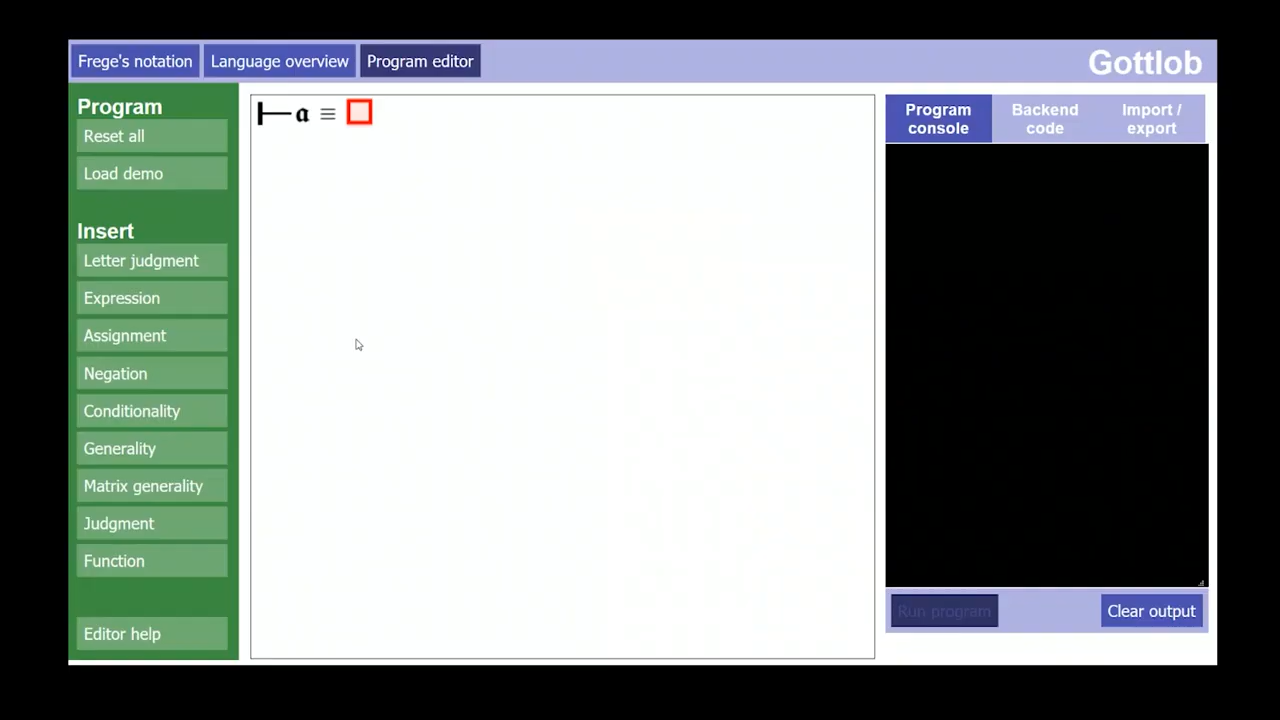 Frege's notation
Language overview
Program editor
Gottlob
Program
Reset all
Load demo
Insert
Letter judgment
Expression
Assignment
Negation
Conditionality
Generality
Matrix generality
Judgment
Function
Editor help
⊢ 𝔞 ≡
Program console
Backend code
Import / export
Run program
Clear output